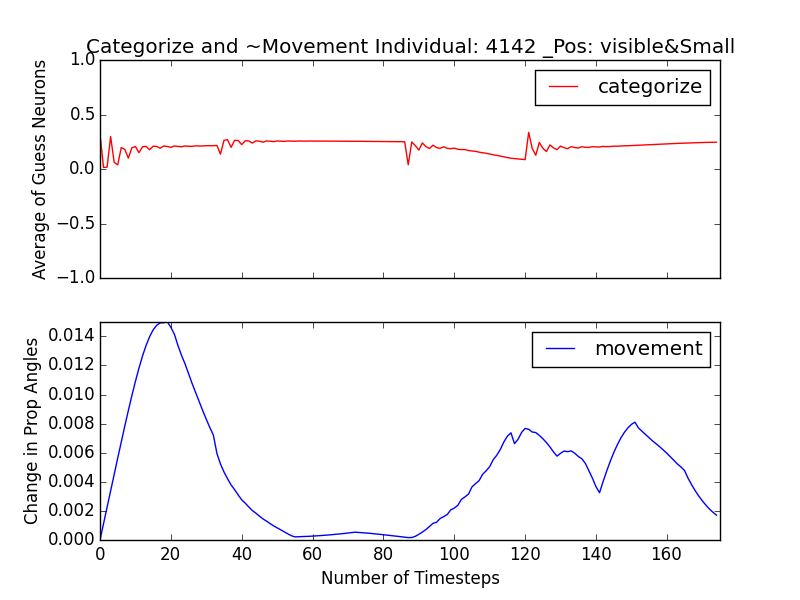 Categorize and ~Movement Individual: 4142 _Pos: visible&Small
1.0
0.5
0.0
−0.5
−1.0
Average of Guess Neurons
categorize
0.014
0.012
0.010
0.008
0.006
0.004
0.002
0.000
Change in Prop Angles
movement
0 20 40 60 80 100 120 140 160
Number of Timesteps